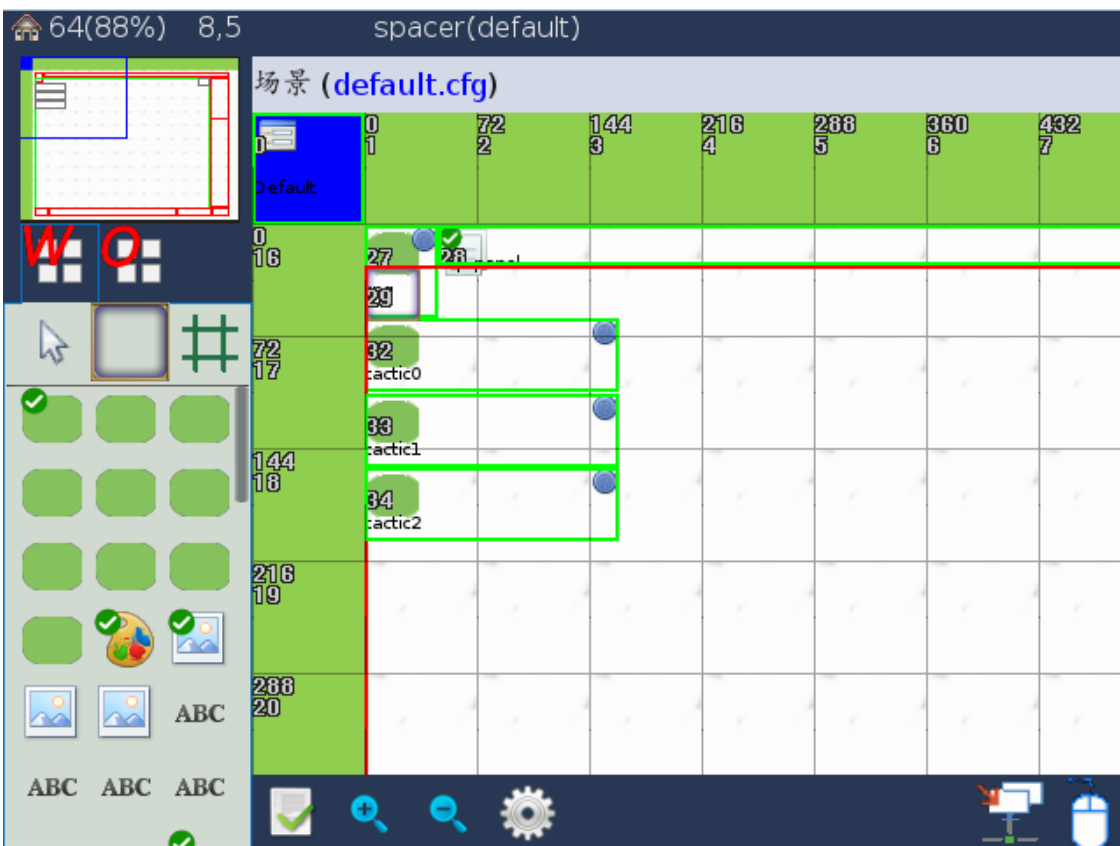 64(88%) 8,5 spacer(default)
场景 (default.cfg)
0 72 144 216 288 360 432
0 1 2 3 4 5 6 7
Default
W O
0
16
27 28
29
72
17
32
tactic0
33
tactic1
144
18
34
tactic2
216
19
288
20
ABC
ABC ABC ABC